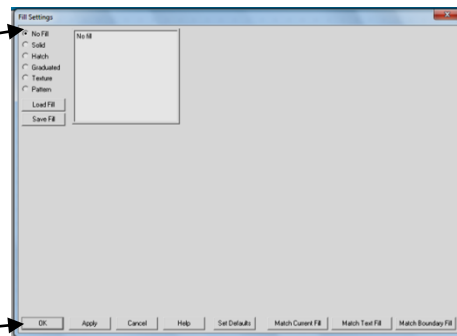 Fill Settings
No Fill
Solid
Hatch
Graduated
Texture
Pattern
Load Fill
Save Fill
No fill
OK
Apply
Cancel
Help
Set Defaults
Match Current Fill
Match Text Fill
Match Boundary Fill